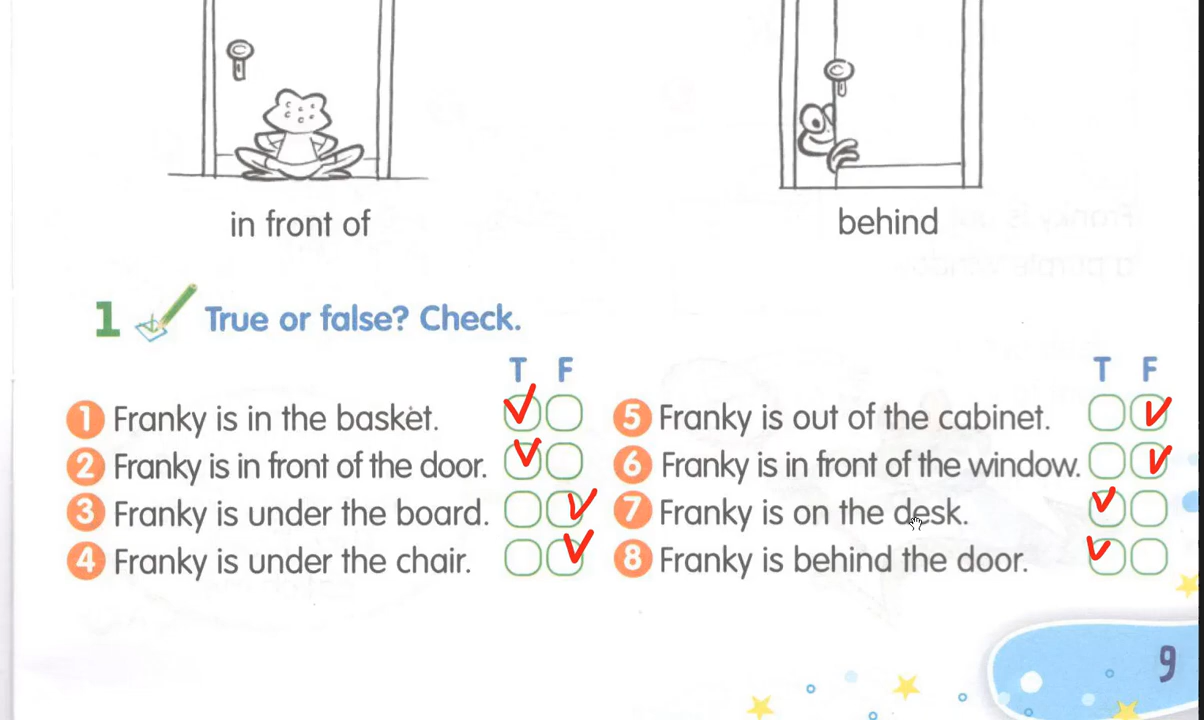 in front of
behind
1 True or false? Check.
T F
1 Franky is in the basket.
2 Franky is in front of the door.
3 Franky is under the board.
4 Franky is under the chair.
T F
5 Franky is out of the cabinet.
6 Franky is in front of the window.
7 Franky is on the desk.
8 Franky is behind the door.
9